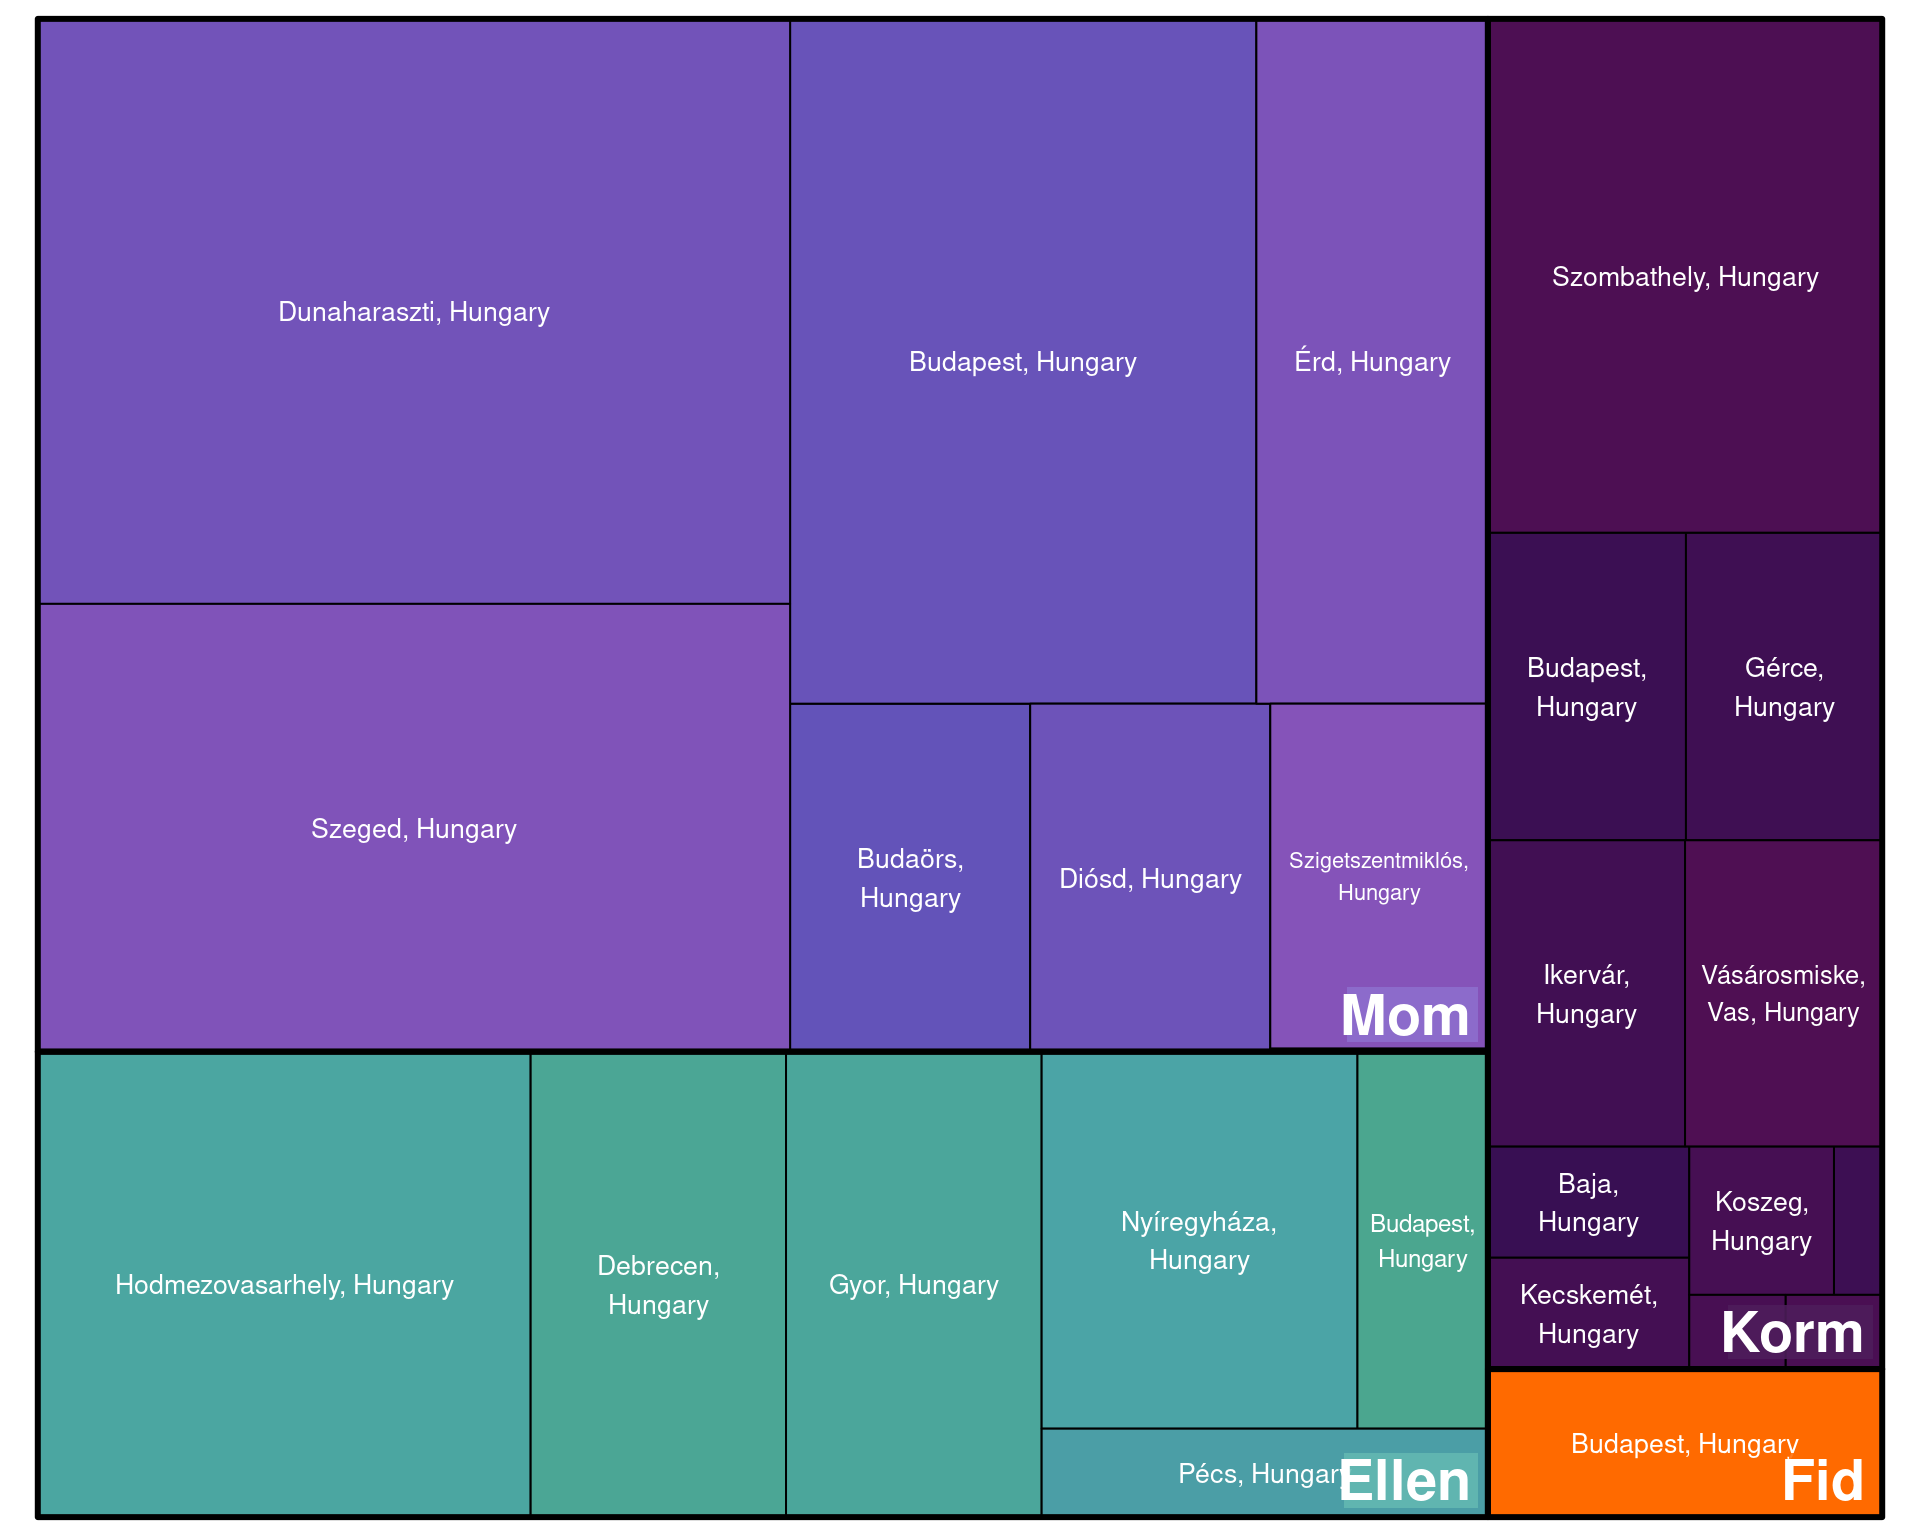 Dunaharaszti, Hungary
Budapest, Hungary
Érd, Hungary
Szeged, Hungary
Budaörs,
Hungary
Diósd, Hungary
Szigetszentmiklós,
Hungary
Mom
Hodmezovasarhely, Hungary
Debrecen,
Hungary
Gyor, Hungary
Nyíregyháza,
Hungary
Budapest,
Hungary
Pécs, Hungary
Ellen
Szombathely, Hungary
Budapest,
Hungary
Gérce,
Hungary
Ikervár,
Hungary
Vásárosmiske,
Vas, Hungary
Baja,
Hungary
Koszeg,
Hungary
Kecskemét,
Hungary
Korm
Budapest, Hungary
Fid